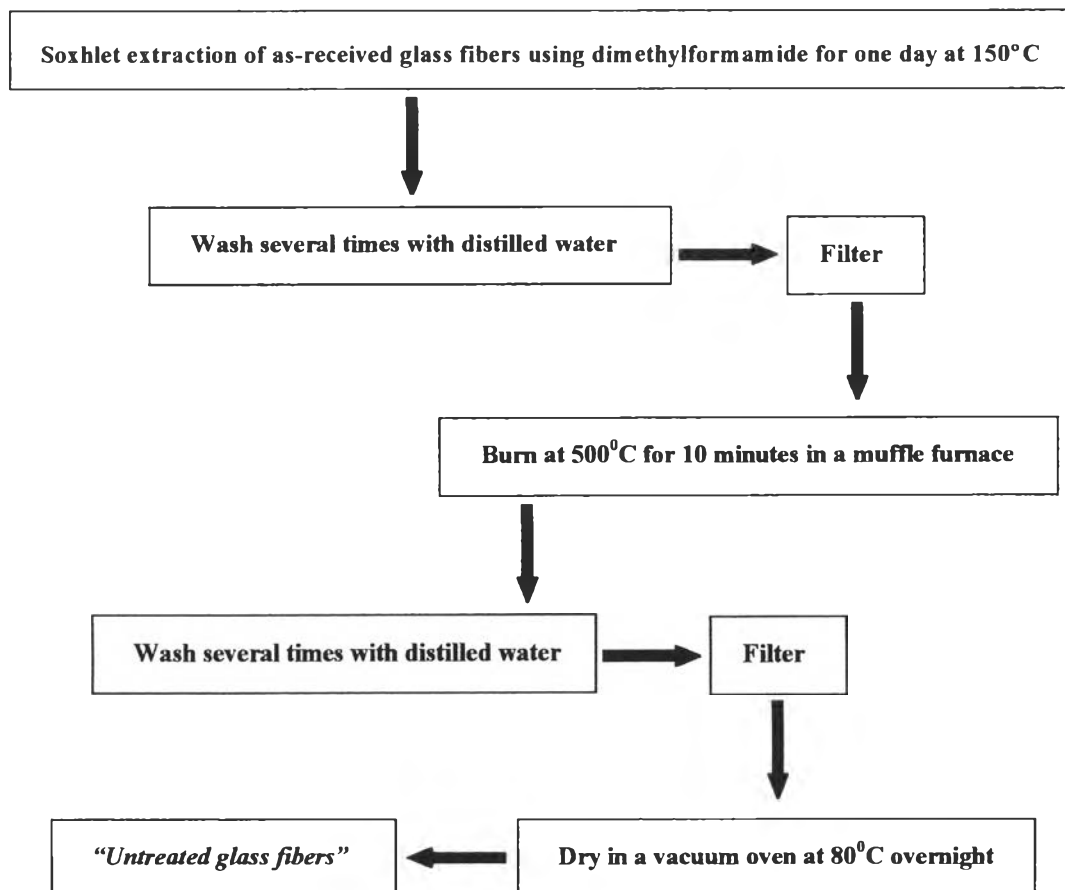 Soxhlet extraction of as-received glass fibers using dimethylformamide for one day at 150°C
Wash several times with distilled water
Filter
Burn at 500⁰C for 10 minutes in a muffle furnace
Wash several times with distilled water
Filter
Dry in a vacuum oven at 80⁰C overnight
“Untreated glass fibers”